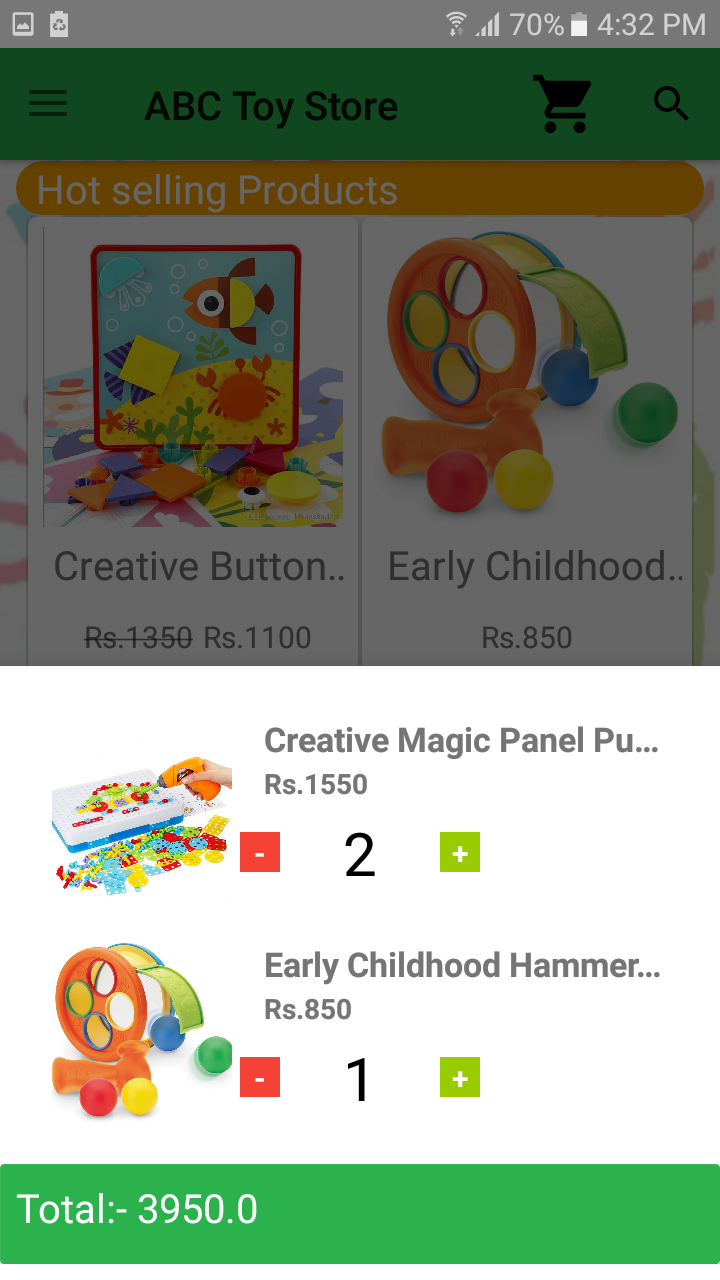 70% 4:32 PM
ABC Toy Store
Hot selling Products
Creative Button.. Early Childhood..
Rs.1350 Rs.1100 Rs.850
Creative Magic Panel Pu...
Rs.1550
- 2 +
Early Childhood Hammer...
Rs.850
- 1 +
Total:- 3950.0